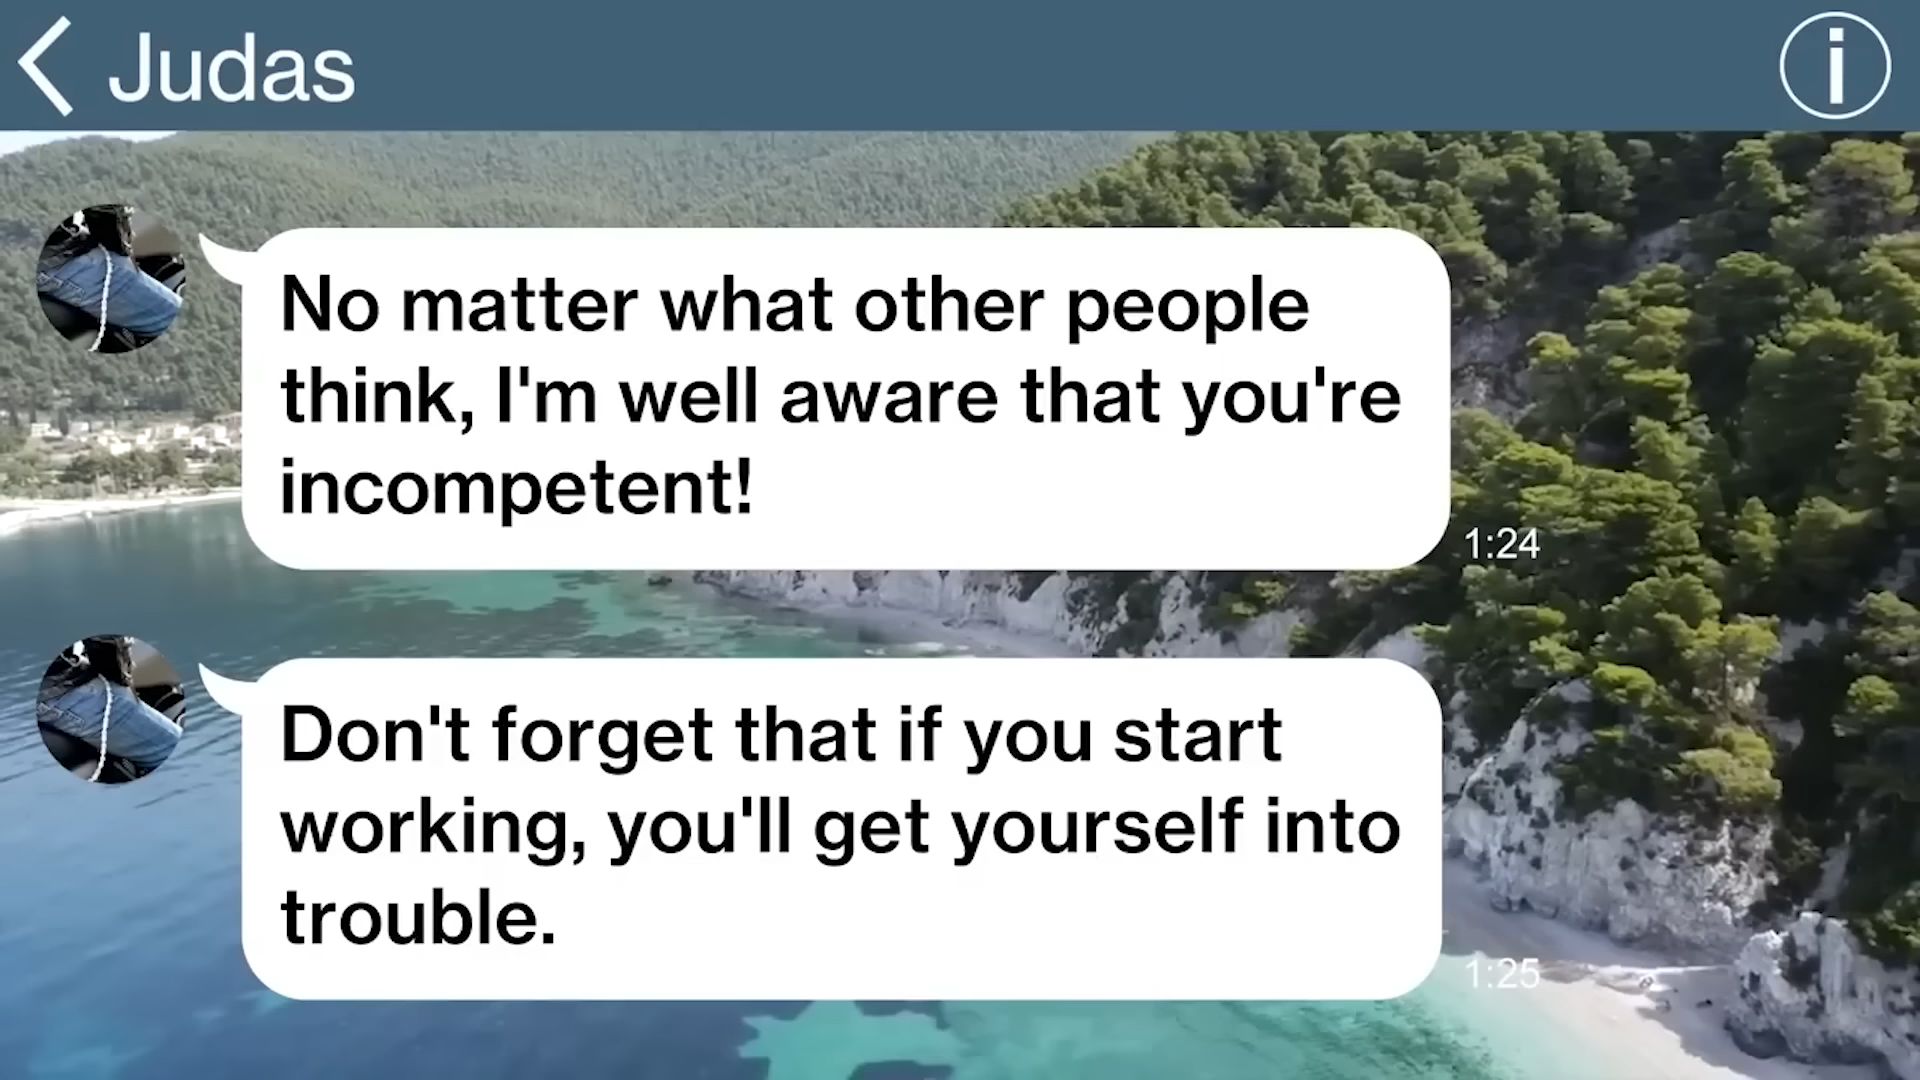 Judas
No matter what other people
think, I'm well aware that you're
incompetent!
1:24
Don't forget that if you start
working, you'll get yourself into
trouble.
1:25